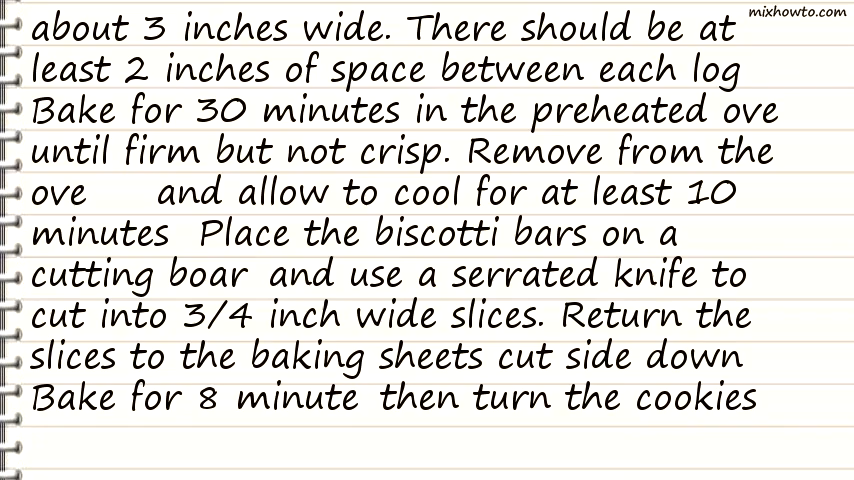 mixhowto.com
about 3 inches wide. There should be at
least 2 inches of space between each log
Bake for 30 minutes in the preheated ove
until firm but not crisp. Remove from the
ove and allow to cool for at least 10
minutes Place the biscotti bars on a
cutting boar and use a serrated knife to
cut into 3/4 inch wide slices. Return the
slices to the baking sheets cut side down
Bake for 8 minute then turn the cookies